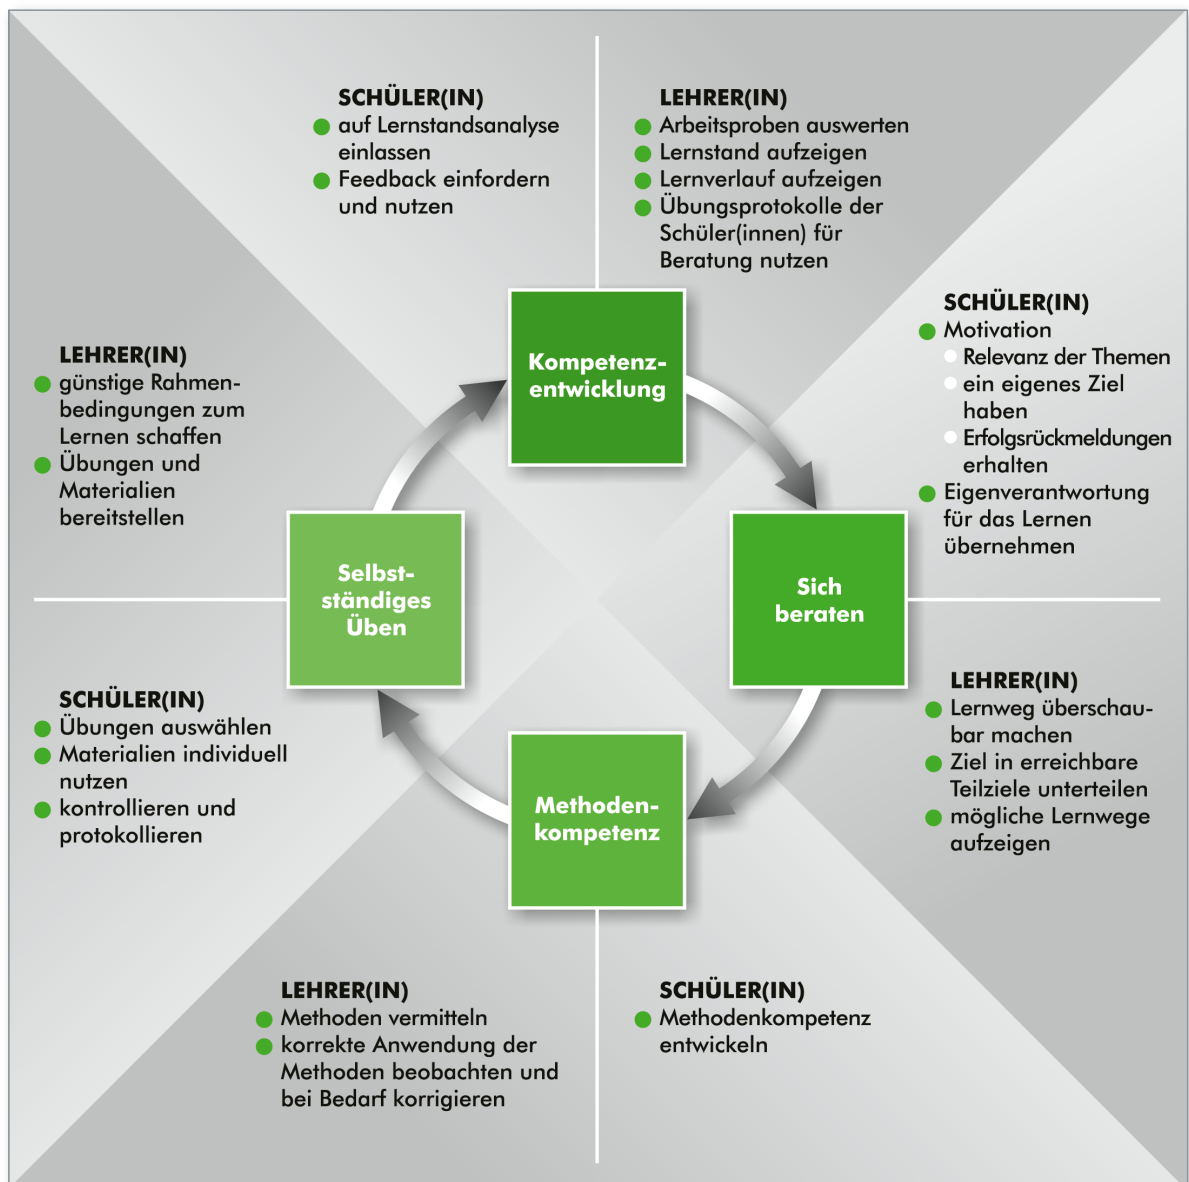 SCHÜLER(IN)
auf Lernstandsanalyse
einlassen
Feedback einfordern
und nutzen
LEHRER(IN)
Arbeitsproben auswerten
Lernstand aufzeigen
Lernverlauf aufzeigen
Übungsprotokolle der
Schüler(innen) für
Beratung nutzen
SCHÜLER(IN)
Motivation
Relevanz der Themen
ein eigenes Ziel
haben
Erfolgsrückmeldungen
erhalten
Eigenverantwortung
für das Lernen
übernehmen
LEHRER(IN)
günstige Rahmen-
bedingungen zum
Lernen schaffen
Übungen und
Materialien
bereitstellen
Kompetenz-
entwicklung
Selbst-
ständiges
Üben
Sich
beraten
Methoden-
kompetenz
SCHÜLER(IN)
Übungen auswählen
Materialien individuell
nutzen
kontrollieren und
protokollieren
LEHRER(IN)
Lernweg überschau-
bar machen
Ziel in erreichbare
Teilziele unterteilen
mögliche Lernwege
aufzeigen
LEHRER(IN)
Methoden vermitteln
korrekte Anwendung der
Methoden beobachten und
bei Bedarf korrigieren
SCHÜLER(IN)
Methodenkompetenz
entwickeln